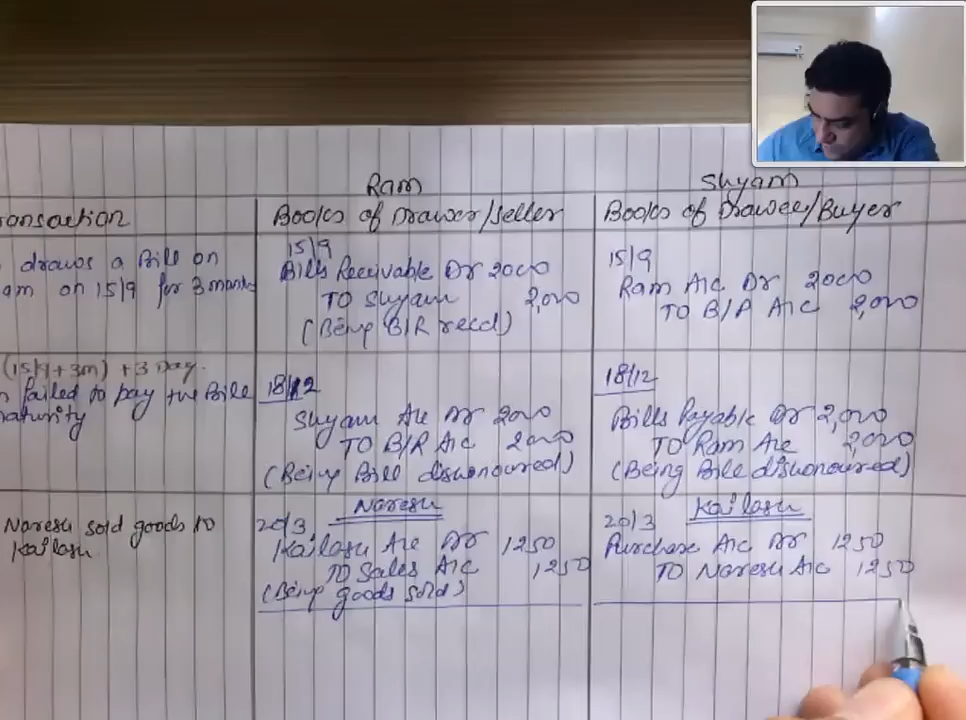 Ram
Shyam
ransaction
Books of Drawer/Seller
Books of Drawee/Buyer
draws a Bill on
am on 15/9 for 3 months
15/9
Bills Receivable Dr 2000
TO Shyam 2,000
(Being B/R recd)
15/9
Ram A/c Dr 2000
TO B/P A/c 2,000
(15/9+3m) + 3 Day.
failed to pay the Bill
maturity
18/12
Shyam A/c Dr 2000
TO B/R A/c 2000
(Being Bill dishonoured)
18/12
Bills Payable Dr 2,000
TO Ram A/c 2,000
(Being Bill dishonoured)
Naresh sold goods to
Kailash
Naresh
20/3
Kailash A/c Dr 1250
TO Sales A/c 1250
(Being goods sold)
Kailash
20/3
Purchase A/c Dr 1250
TO Naresh A/c 1250